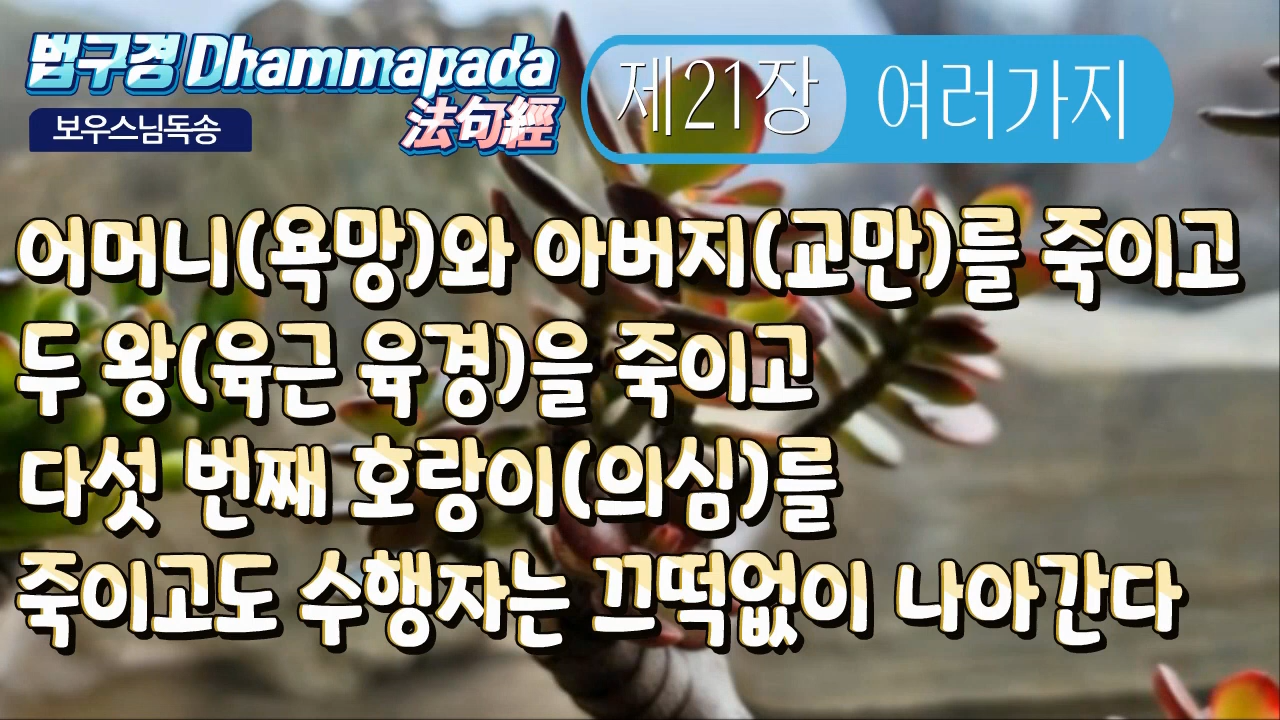 법구경 Dhammapada
法句經
보우스님독송
제21장 여러가지
어머니(욕망)와 아버지(교만)를 죽이고
두 왕(육근 육경)을 죽이고
다섯 번째 호랑이(의심)를
죽이고도 수행자는 끄떡없이 나아간다